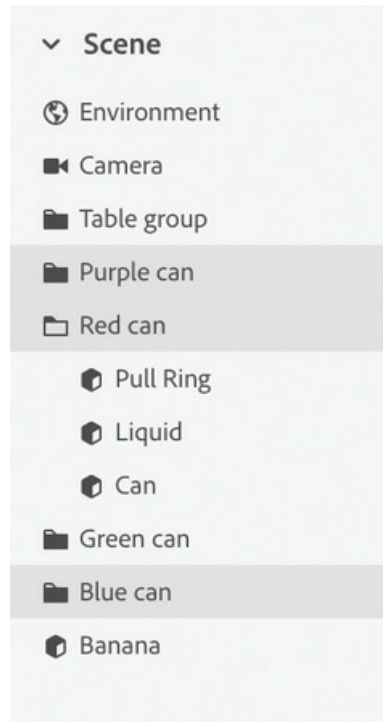 Scene
Environment
Camera
Table group
Purple can
Red can
Pull Ring
Liquid
Can
Green can
Blue can
Banana